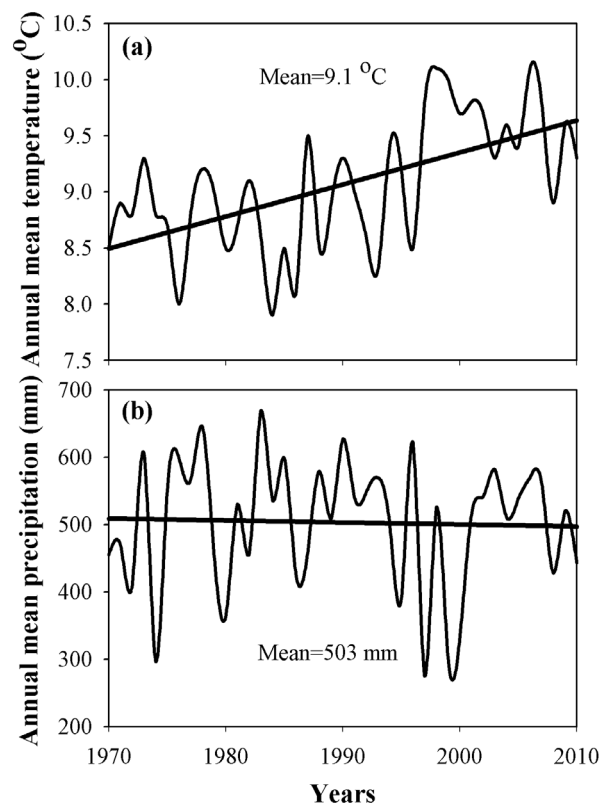 Annual mean temperature (°C)
10.5
10.0
9.5
9.0
8.5
8.0
7.5
(a)
Mean=9.1 °C
Annual mean precipitation (mm)
700
600
500
400
300
200
(b)
Mean=503 mm
1970 1980 1990 2000 2010
Years